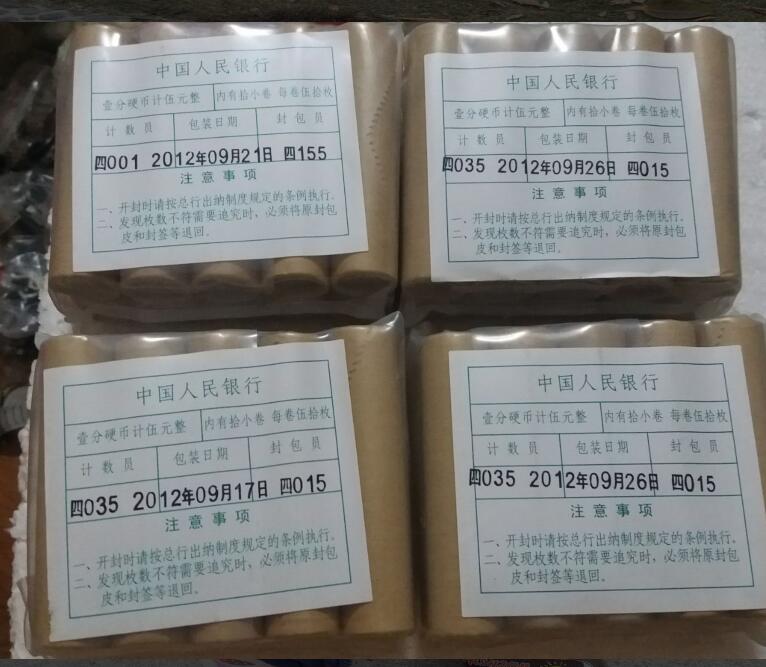 中国人民银行
壹分硬币计伍元整 内有拾小卷 每卷伍拾枚
计数员 包装日期 封包员
四001 2012年09月21日 四155
注意事项
一、开封时请按总行出纳制度规定的条例执行。
二、发现枚数不符需要追究时，必须将原封包
皮和封签等退回。
中国人民银行
壹分硬币计伍元整 内有拾小卷 每卷伍拾枚
计数员 包装日期 封包员
四035 2012年09月26日 四015
注意事项
一、开封时请按总行出纳制度规定的条例执行。
二、发现枚数不符需要追究时，必须将原封包
皮和封签等退回。
中国人民银行
壹分硬币计伍元整 内有拾小卷 每卷伍拾枚
计数员 包装日期 封包员
四035 2012年09月17日 四015
注意事项
一、开封时请按总行出纳制度规定的条例执行。
二、发现枚数不符需要追究时，必须将原封包
皮和封签等退回。
中国人民银行
壹分硬币计伍元整 内有拾小卷 每卷伍拾枚
计数员 包装日期 封包员
四035 2012年09月26日 四015
注意事项
一、开封时请按总行出纳制度规定的条例执行。
二、发现枚数不符需要追究时，必须将原封包
皮和封签等退回。